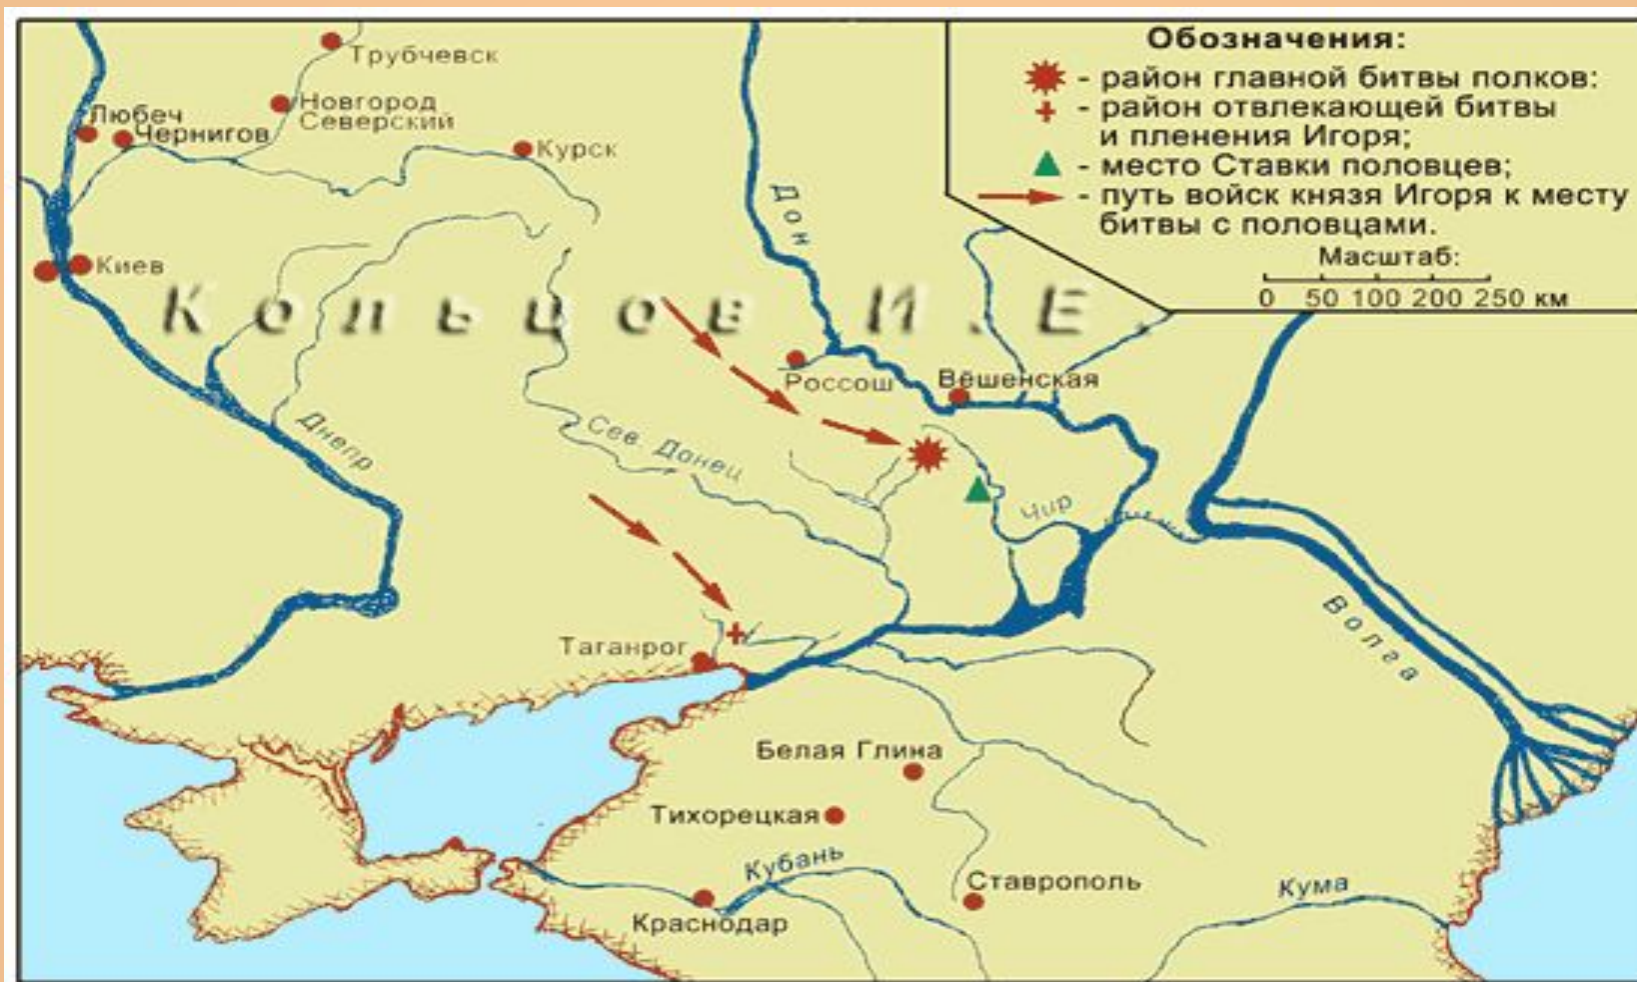 Обозначения:
- район главной битвы полков:
- район отвлекающей битвы
и пленения Игоря;
- место Ставки половцев;
- путь войск князя Игоря к месту
битвы с половцами.
Масштаб:
0 50 100 200 250 км
Трубчевск
Новгород
Северский
Любеч
Чернигов
Курск
Дон
Киев
Кольцов И.Е
Россош
Вёшенская
Днепр
Сев. Донец
Чир
Волга
Таганрог
Белая Глина
Тихорецкая
Кубань
Ставрополь
Кума
Краснодар